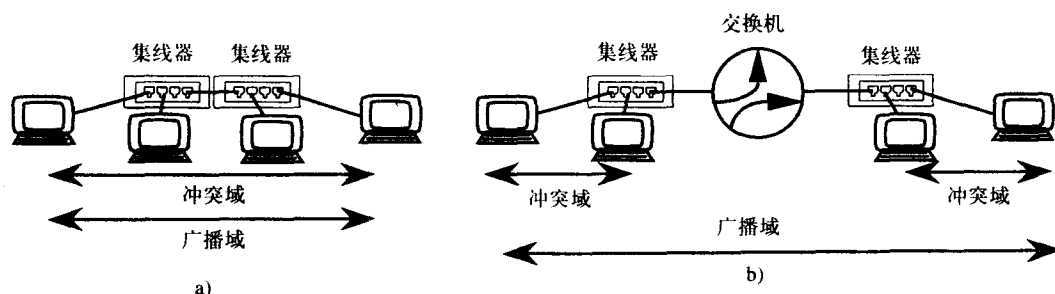 集线器 集线器
冲突域
广播域
a)
交换机
集线器
集线器
冲突域
冲突域
广播域
b)